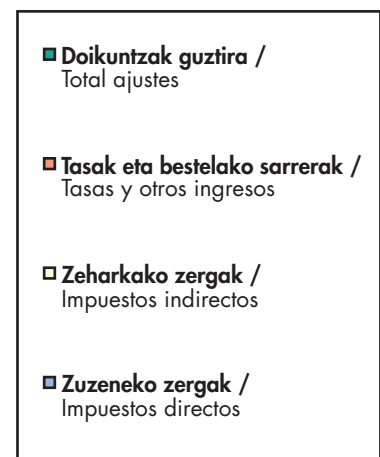 Doikuntzak guztira /
Total ajustes
Tasak eta bestelako sarrerak /
Tasas y otros ingresos
Zeharkako zergak /
Impuestos indirectos
Zuzeneko zergak /
Impuestos directos